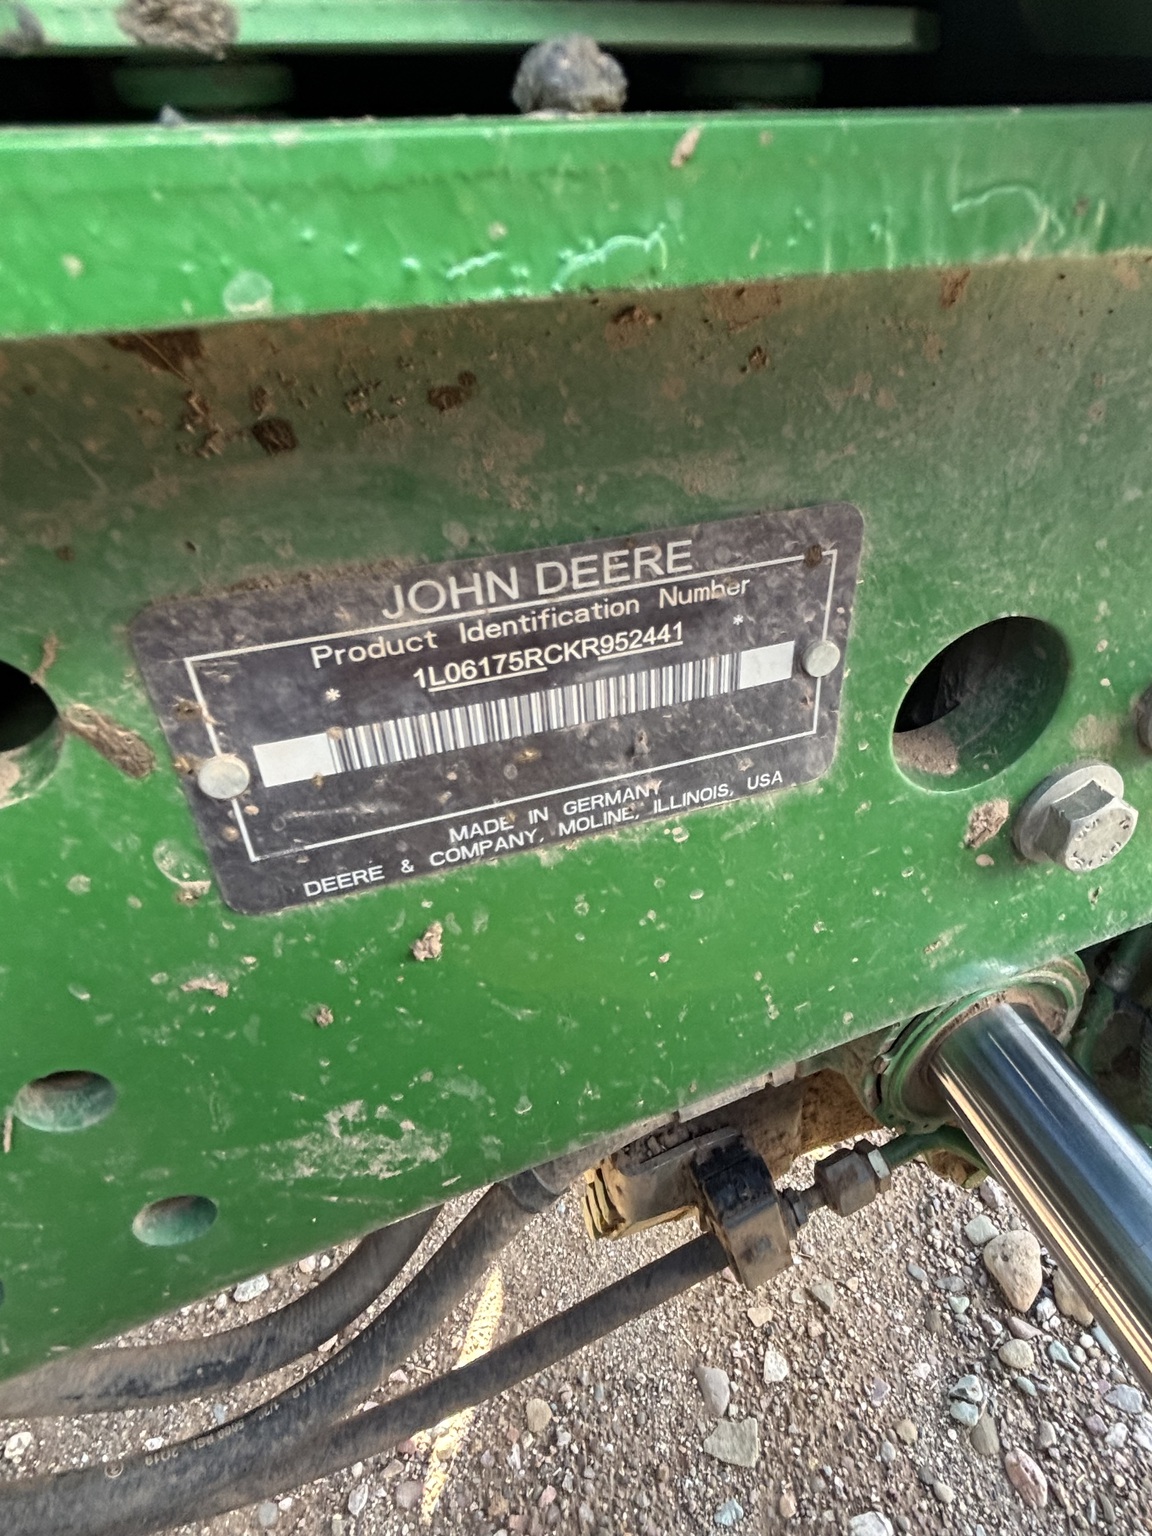 JOHN DEERE
Product Identification Number
* 1L06175RCKR952441 *
MADE IN GERMANY
DEERE & COMPANY, MOLINE, ILLINOIS, USA